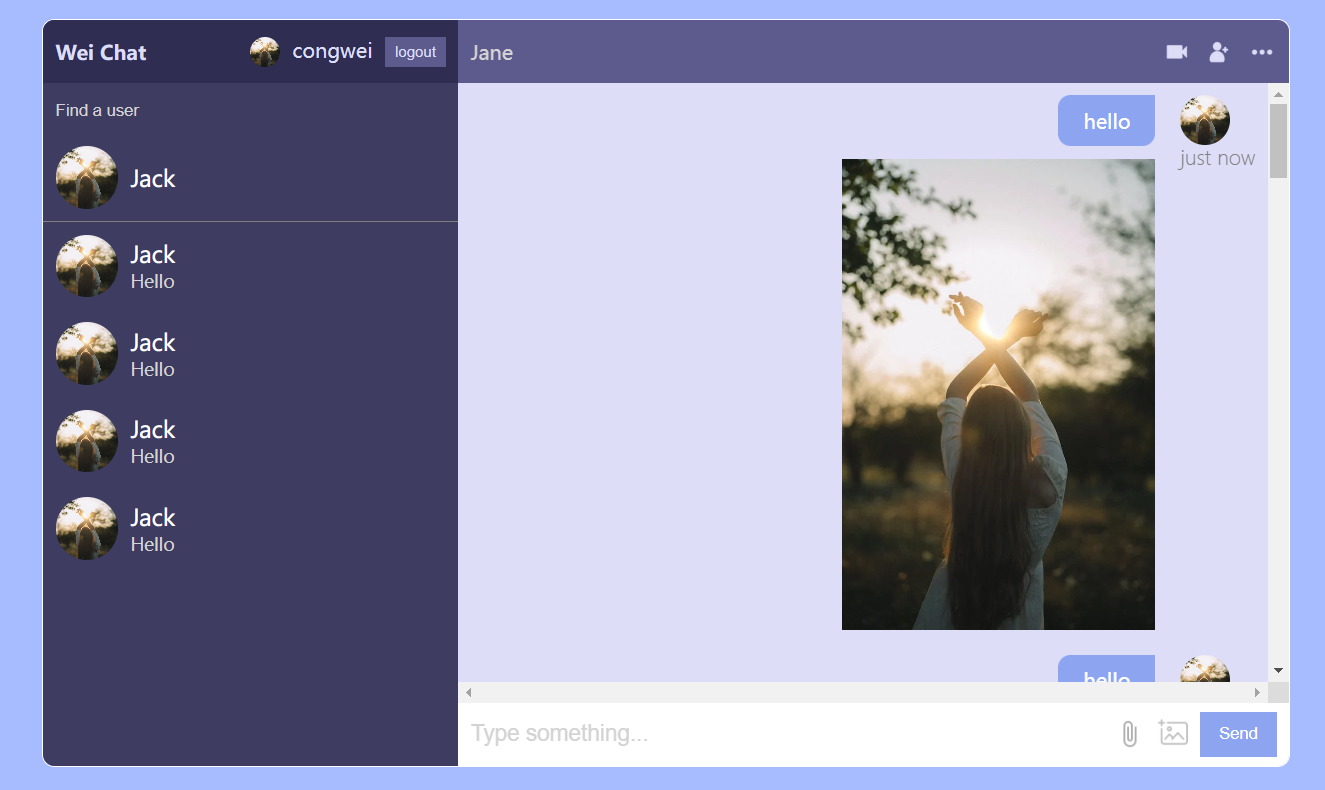 Wei Chat
congwei
logout
Jane
Find a user
Jack
Jack
Hello
Jack
Hello
Jack
Hello
Jack
Hello
hello
just now
hello
Type something...
Send